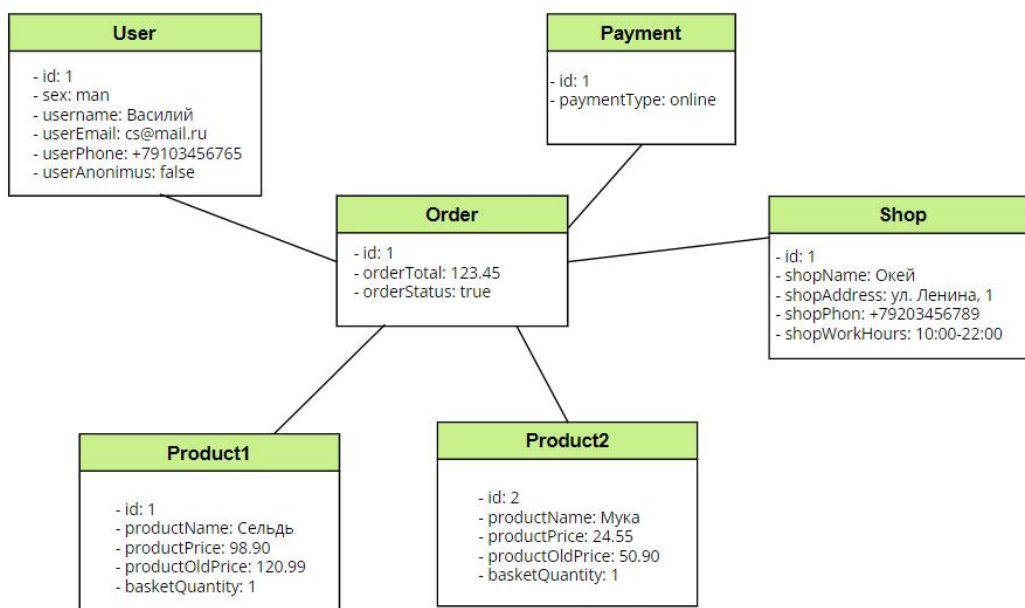 User
- id: 1
- sex: man
- username: Василий
- userEmail: cs@mail.ru
- userPhone: +79103456765
- userAnonimus: false
Payment
- id: 1
- paymentType: online
Order
- id: 1
- orderTotal: 123.45
- orderStatus: true
Shop
- id: 1
- shopName: Окей
- shopAddress: ул. Ленина, 1
- shopPhon: +79203456789
- shopWorkHours: 10:00-22:00
Product1
- id: 1
- productName: Сельдь
- productPrice: 98.90
- productOldPrice: 120.99
- basketQuantity: 1
Product2
- id: 2
- productName: Мука
- productPrice: 24.55
- productOldPrice: 50.90
- basketQuantity: 1